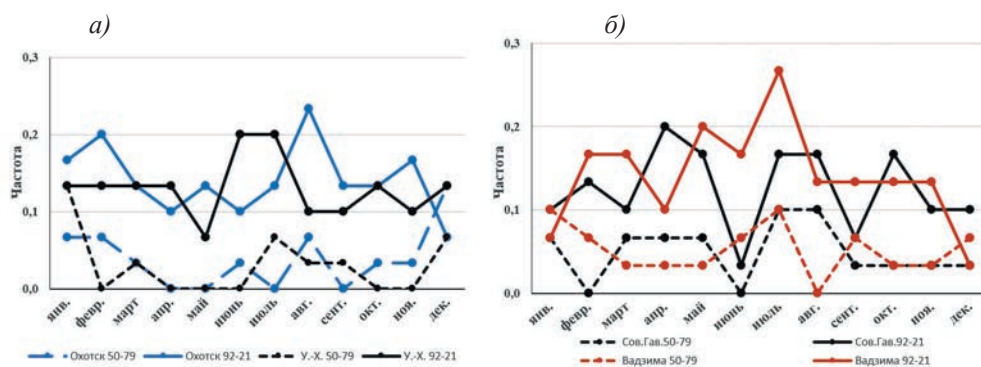 а)
б)
Частота
0,3
0,2
0,1
0,0
янв.
февр.
март
апр.
май
июнь
июль
авг.
сент.
окт.
ноя.
дек.
Охотск 50-79
Охотск 92-21
У.-Х. 50-79
У.-Х. 92-21
Частота
0,3
0,2
0,1
0,0
янв.
февр.
март
апр.
май
июнь
июль
авг.
сент.
окт.
ноя.
дек.
Сов.Гав.50-79
Сов.Гав.92-21
Вадзима 50-79
Вадзима 92-21